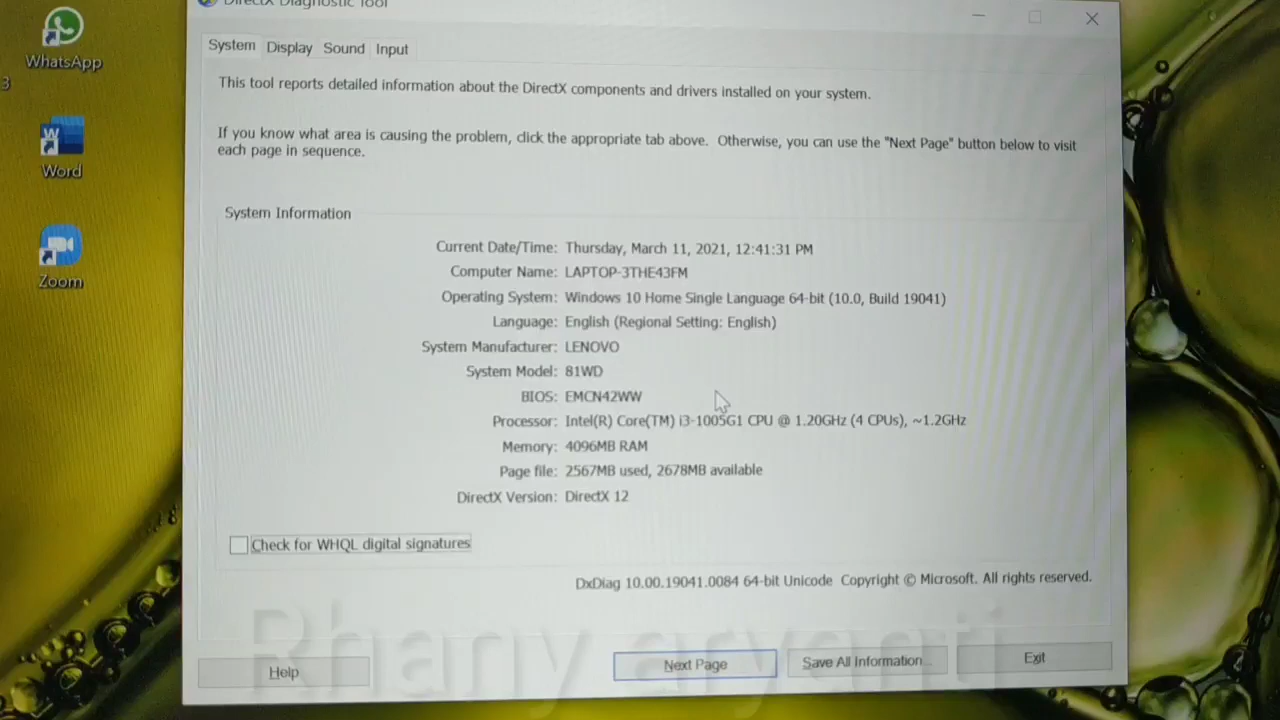 DirectX Diagnostic Tool
WhatsApp
3
Word
Zoom
System Display Sound Input
This tool reports detailed information about the DirectX components and drivers installed on your system.
If you know what area is causing the problem, click the appropriate tab above. Otherwise, you can use the "Next Page" button below to visit
each page in sequence.
System Information
Current Date/Time: Thursday, March 11, 2021, 12:41:31 PM
Computer Name: LAPTOP-3THE43FM
Operating System: Windows 10 Home Single Language 64-bit (10.0, Build 19041)
Language: English (Regional Setting: English)
System Manufacturer: LENOVO
System Model: 81WD
BIOS: EMCN42WW
Processor: Intel(R) Core(TM) i3-1005G1 CPU @ 1.20GHz (4 CPUs), ~1.2GHz
Memory: 4096MB RAM
Page file: 2567MB used, 2678MB available
DirectX Version: DirectX 12
Check for WHQL digital signatures
DxDiag 10.00.19041.0084 64-bit Unicode Copyright © Microsoft. All rights reserved.
Rhany aryanti
Help Next Page Save All Information... Exit